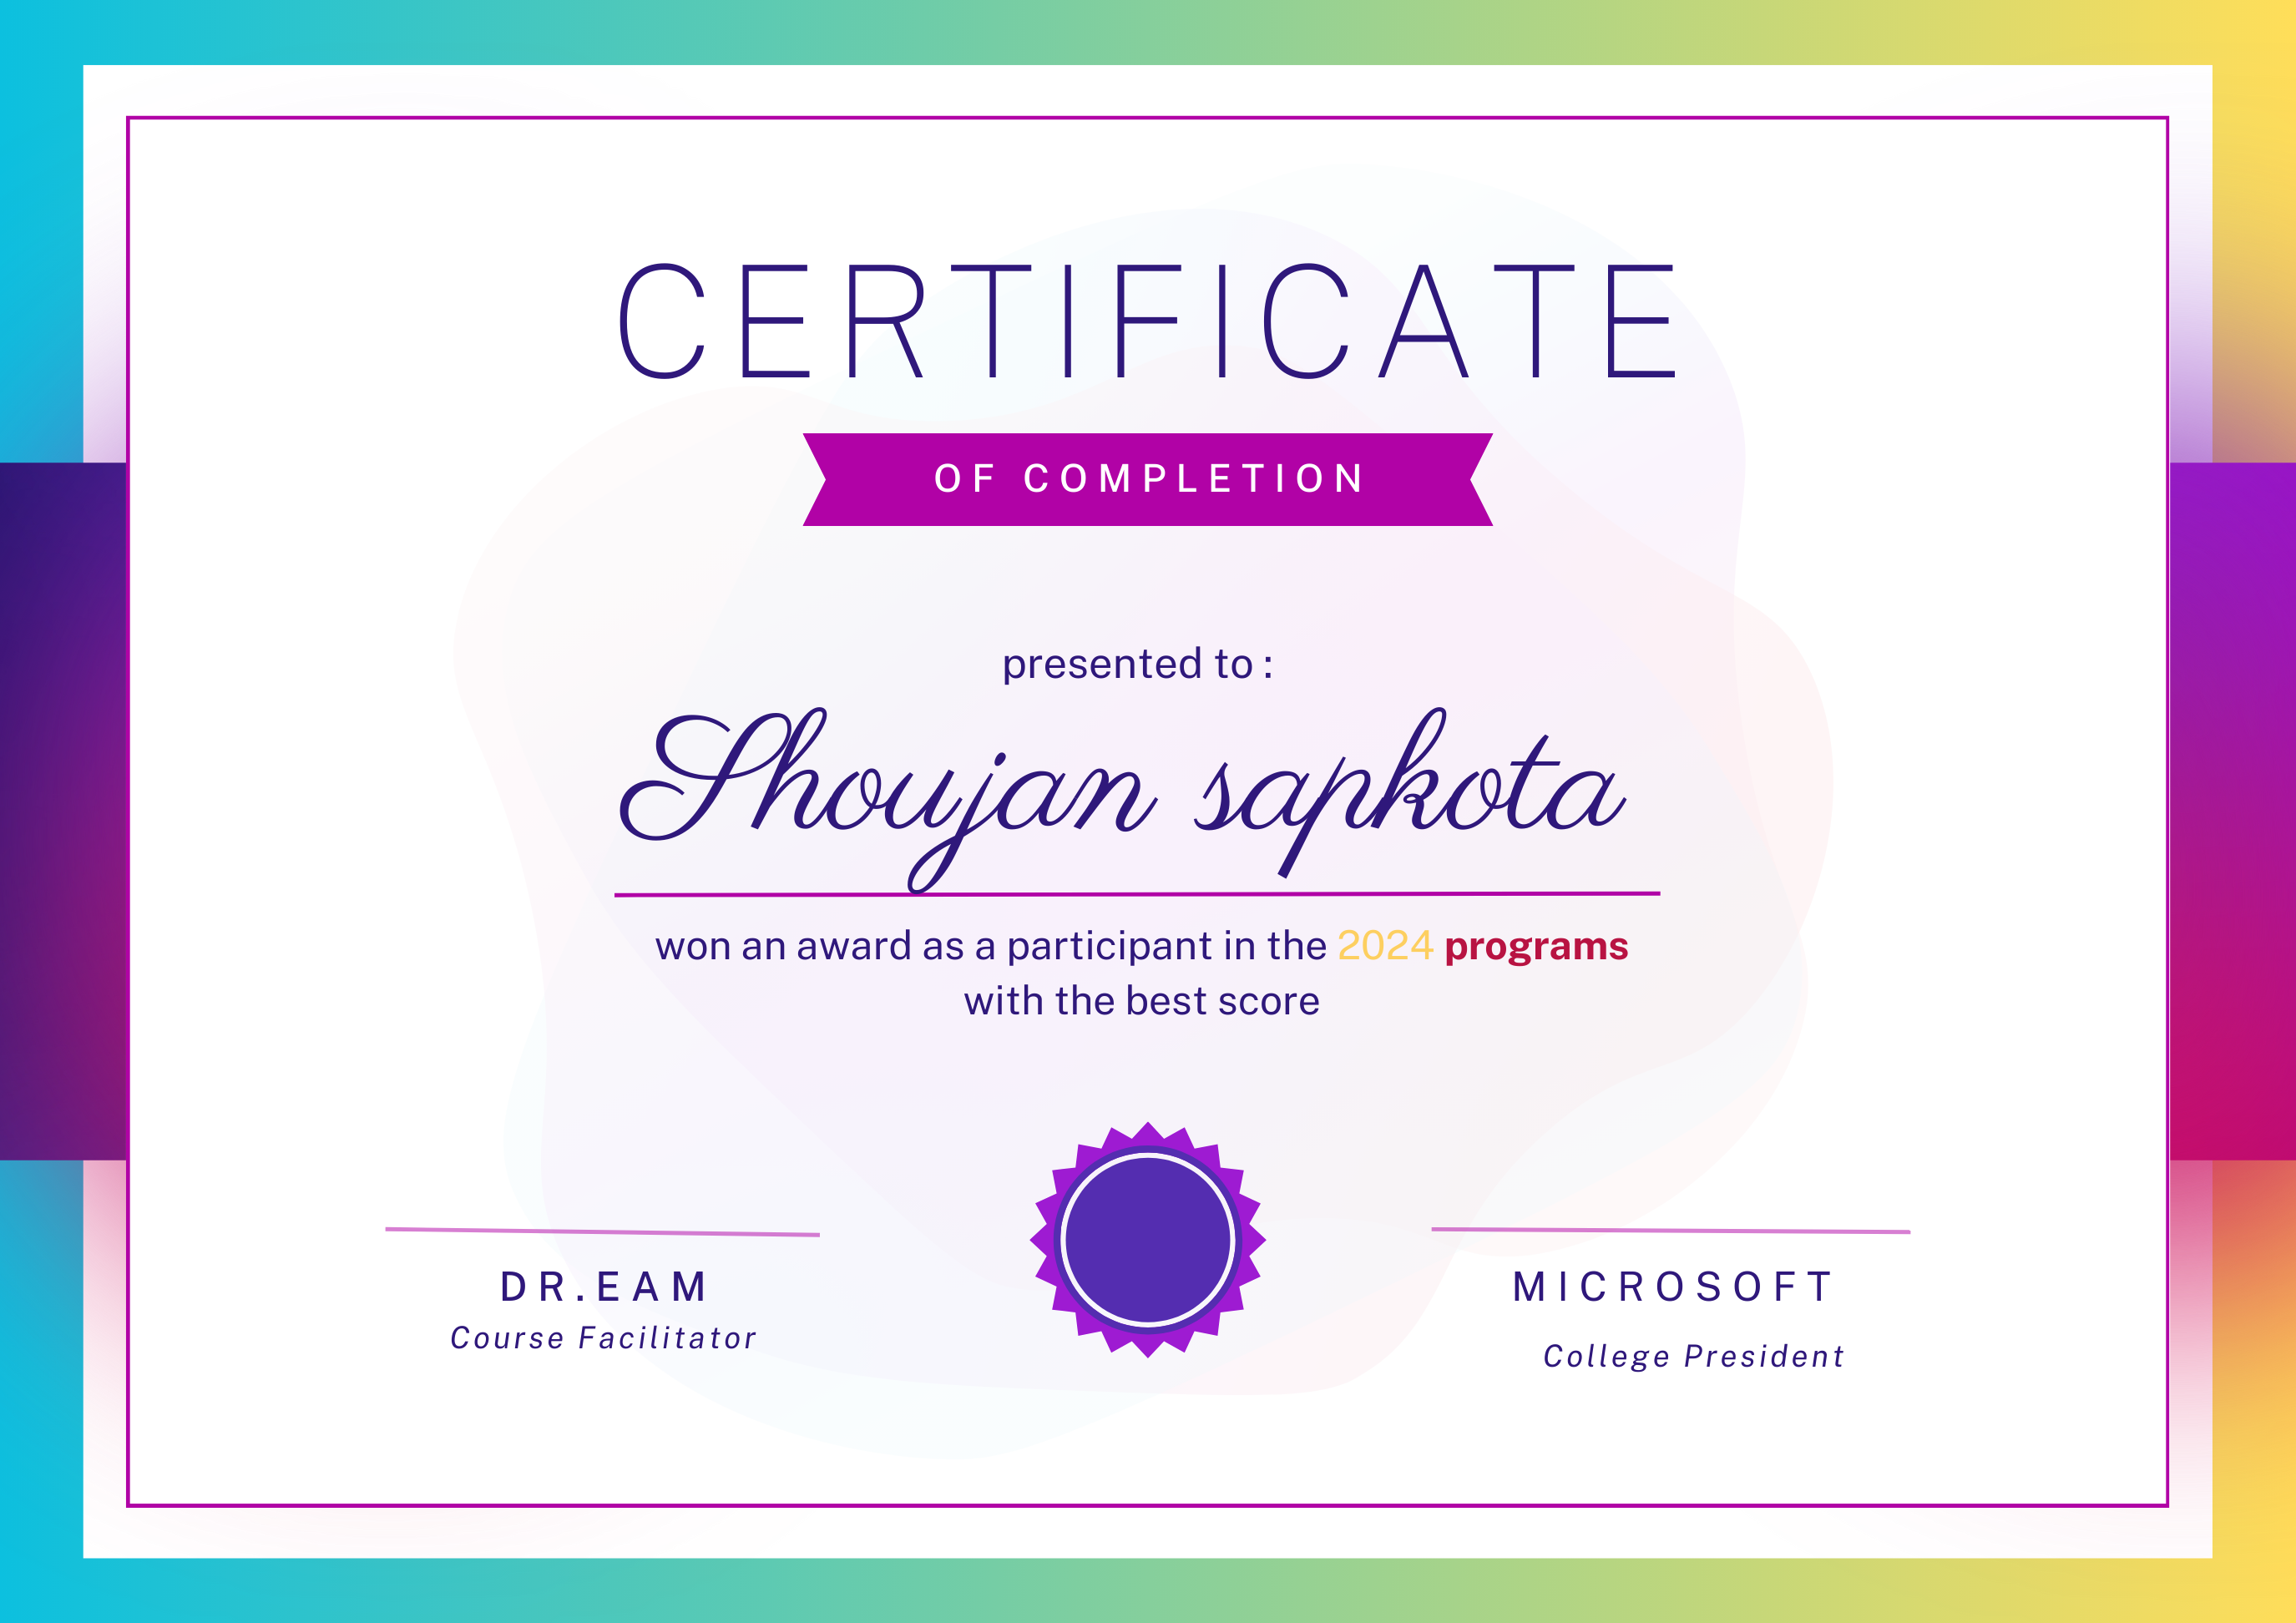 CERTIFICATE
OF COMPLETION
presented to :
Shoujan sapkota
won an award as a participant in the 2024 programs
with the best score
DR.EAM
Course Facilitator
MICROSOFT
College President